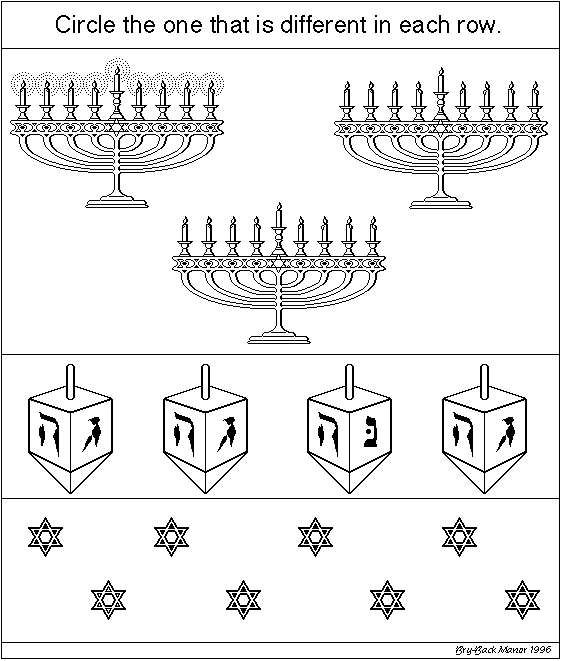 Circle the one that is different in each row.
ה ג ה ג ה נ ה ג
Bry-Back Manor 1996